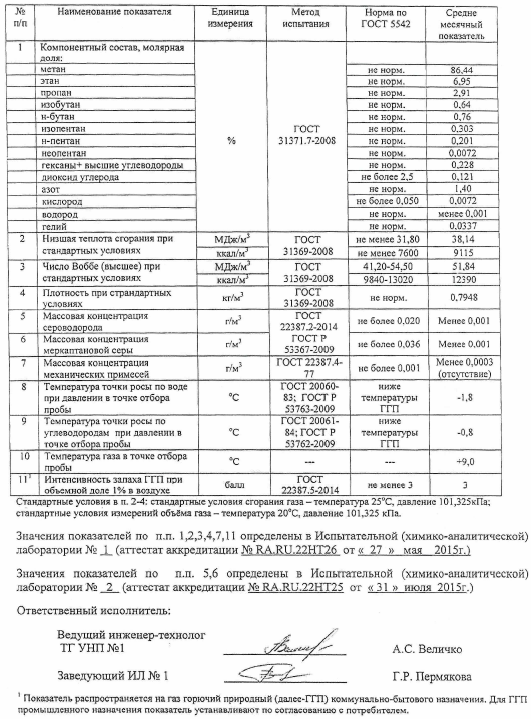 № п/п Наименование показателя Единица измерения Метод испытания Норма по ГОСТ 5542 Средне месячный показатель
1 Компонентный состав, молярная доля: % ГОСТ 31371.7-2008
метан не норм. 86,44
этан не норм. 6,95
пропан не норм. 2,91
изобутан не норм. 0,64
н-бутан не норм. 0,76
изопентан не норм. 0,303
н-пентан не норм. 0,201
неопентан не норм. 0,0072
гексаны+ высшие углеводороды не норм. 0,228
диоксид углерода не более 2,5 0,121
азот не норм. 1,40
кислород не более 0,050 0,0072
водород не норм. менее 0,001
гелий не норм. 0,0337
2 Низшая теплота сгорания при МДж/м³ ГОСТ не менее 31,80 38,14
стандартных условиях ккал/м³ 31369-2008 не менее 7600 9115
3 Число Воббе (высшее) при МДж/м³ ГОСТ 41,20-54,50 51,84
стандартных условиях ккал/м³ 31369-2008 9840-13020 12390
4 Плотность при страндартных условиях кг/м³ ГОСТ 31369-2008 не норм. 0,7948
5 Массовая концентрация сероводорода г/м³ ГОСТ 22387.2-2014 не более 0,020 Менее 0,001
6 Массовая концентрация меркаптановой серы г/м³ ГОСТ Р 53367-2009 не более 0,036 Менее 0,001
7 Массовая концентрация механических примесей г/м³ ГОСТ 22387.4-77 не более 0,001 Менее 0,0003 (отсутствие)
8 Температура точки росы по воде при давлении в точке отбора пробы °С ГОСТ 20060-83; ГОСТ Р 53763-2009 ниже температуры ГГП -1,8
9 Температура точки росы по углеводородам при давлении в точке отбора пробы °С ГОСТ 20061-84; ГОСТ Р 53762-2009 ниже температуры ГГП -0,8
10 Температура газа в точке отбора пробы °С --- --- +9,0
11¹ Интенсивность запаха ГГП при объемной доле 1% в воздухе балл ГОСТ 22387.5-2014 не менее 3 3
Стандартные условия в п. 2-4: стандартные условия сгорания газа – температура 25°С, давление 101,325кПа;
стандартные условия измерений объёма газа – температура 20°С, давление 101,325 кПа.
Значения показателей по п.п. 1,2,3,4,7,11 определены в Испытательной (химико-аналитической)
лаборатории № 1 (аттестат аккредитации № RA.RU.22НТ26 от « 27 » мая 2015г.)
Значения показателей по п.п. 5,6 определены в Испытательной (химико-аналитической)
лаборатории № 2 (аттестат аккредитации № RA.RU.22НТ25 от « 31 » июля 2015г.)
Ответственный исполнитель:
Ведущий инженер-технолог
ТГ УНП №1 А.С. Величко
Заведующий ИЛ № 1 Г.Р. Пермякова
¹ Показатель распространяется на газ горючий природный (далее-ГГП) коммунально-бытового назначения. Для ГГП
промышленного назначения показатель устанавливают по согласованию с потребителем.